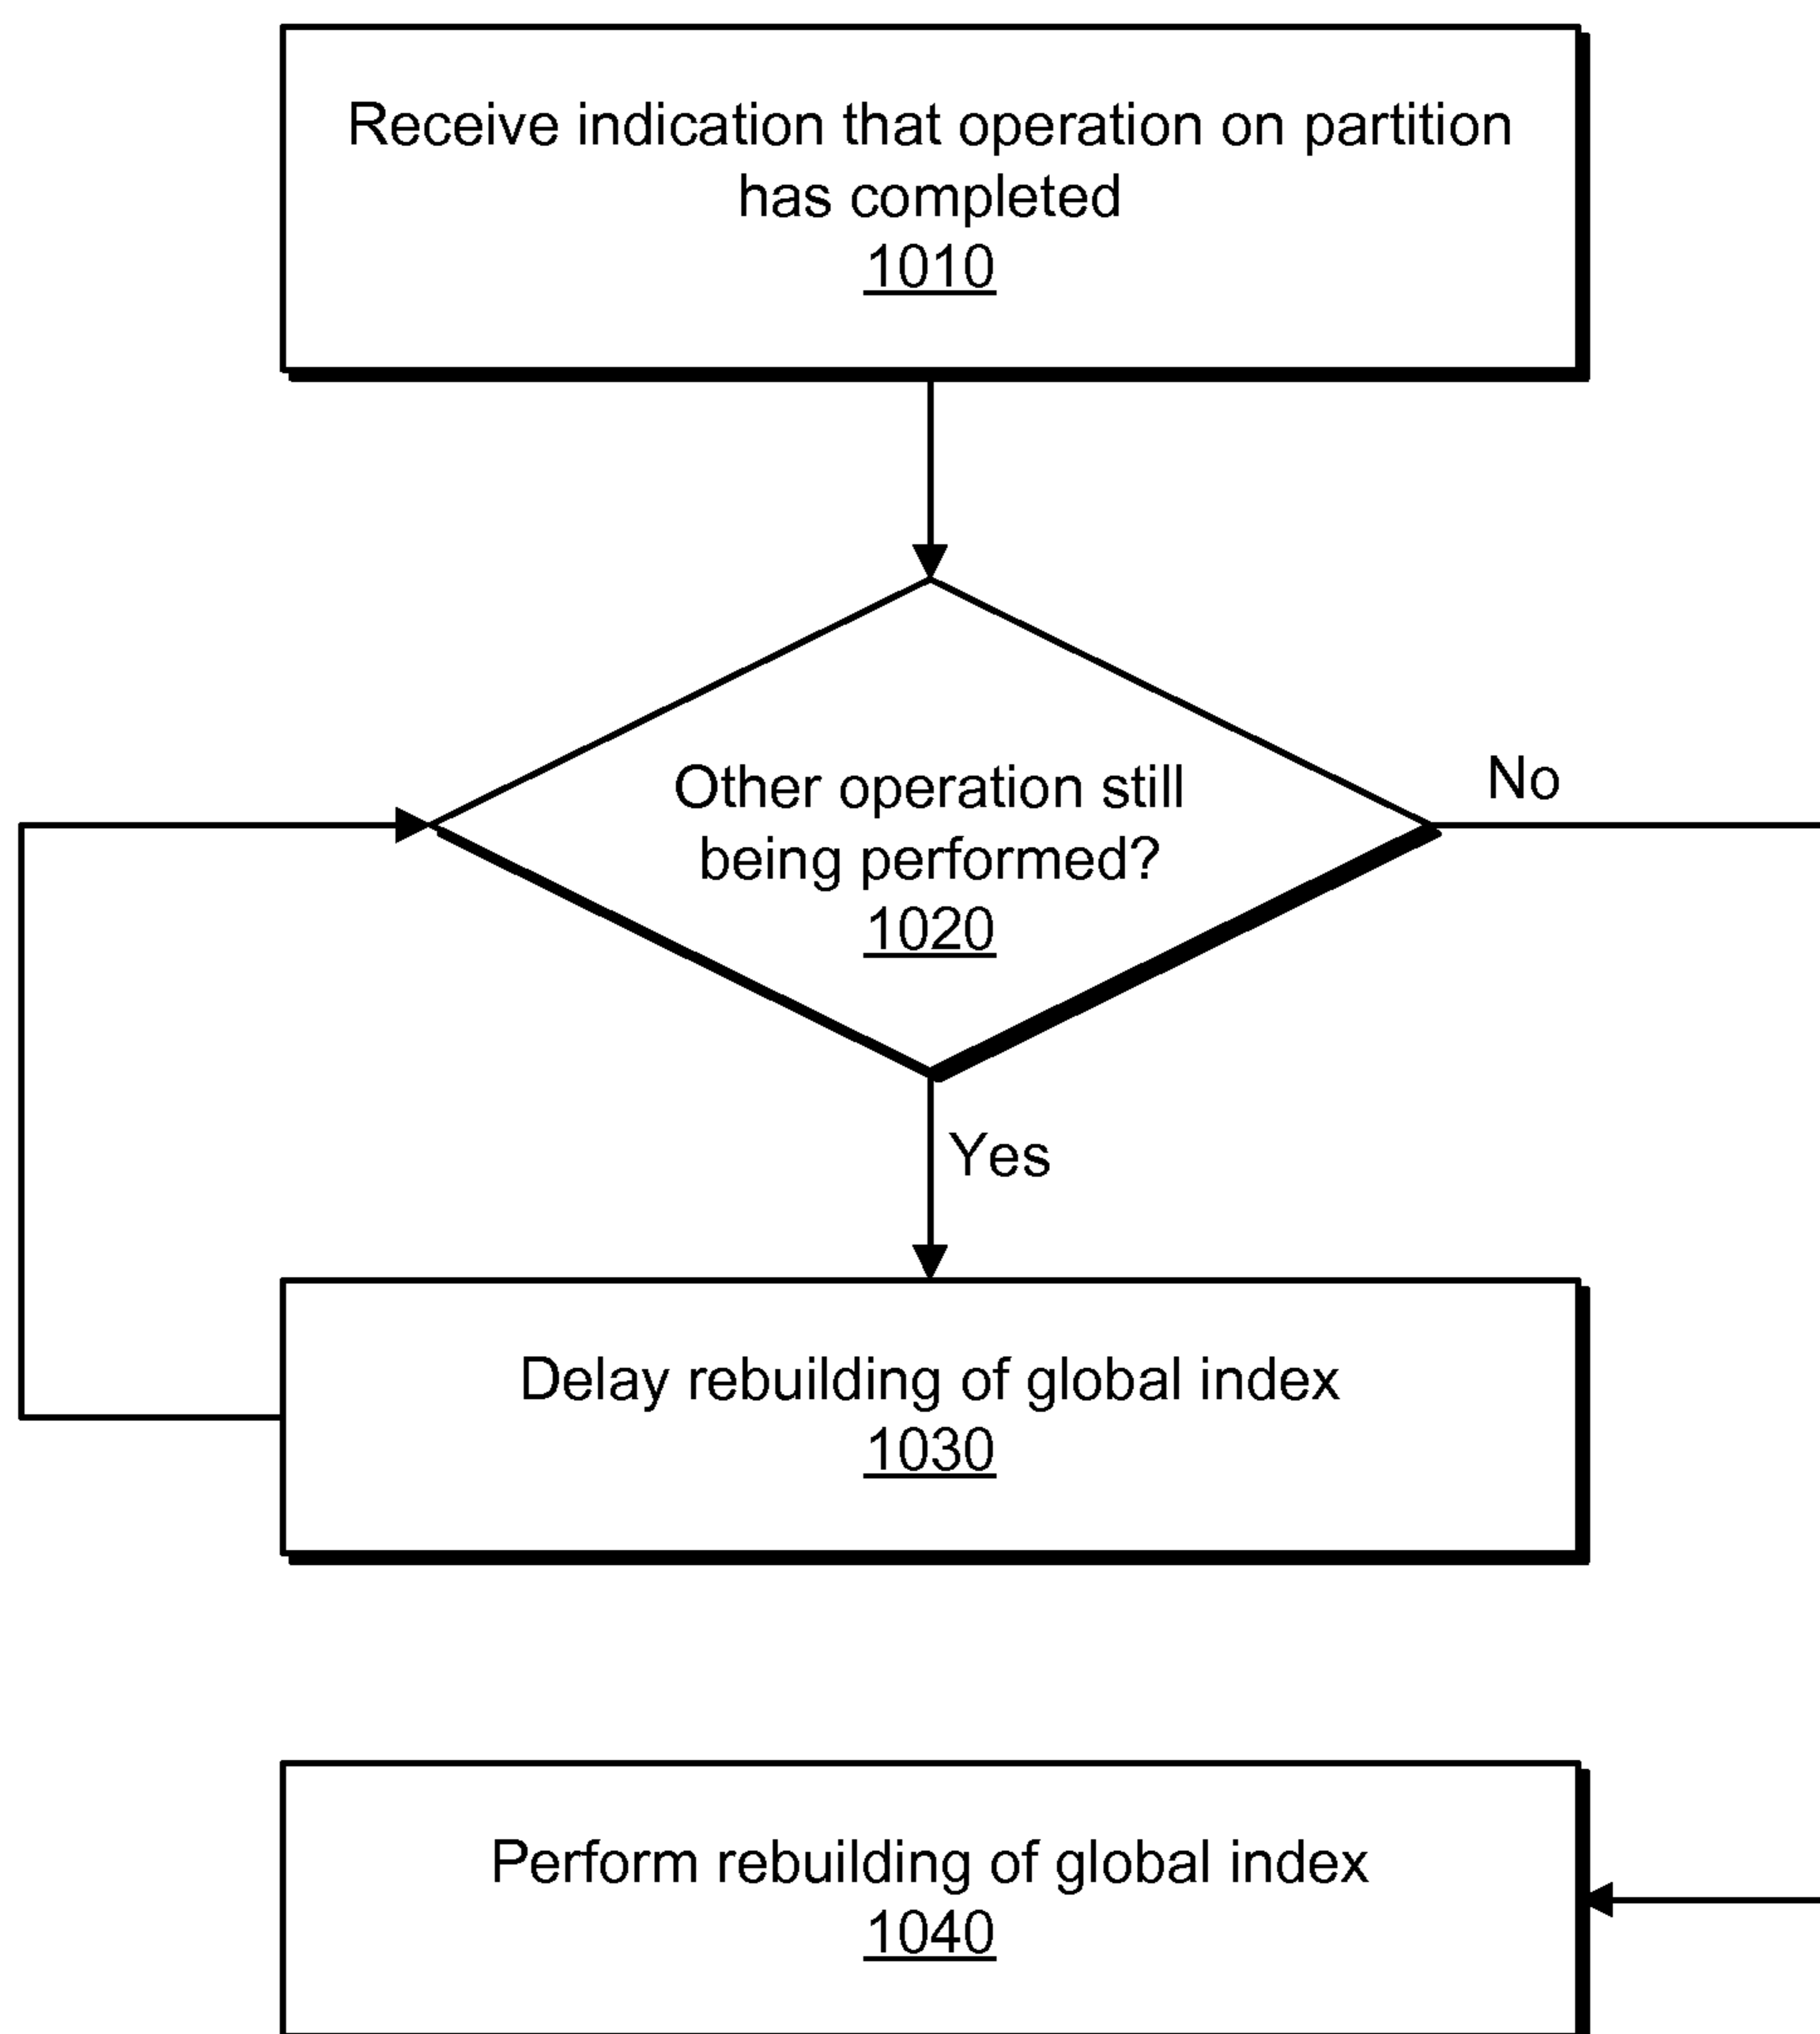 Receive indication that operation on partition
has completed
1010
Other operation still
being performed?
1020
No
Yes
Delay rebuilding of global index
1030
Perform rebuilding of global index
1040